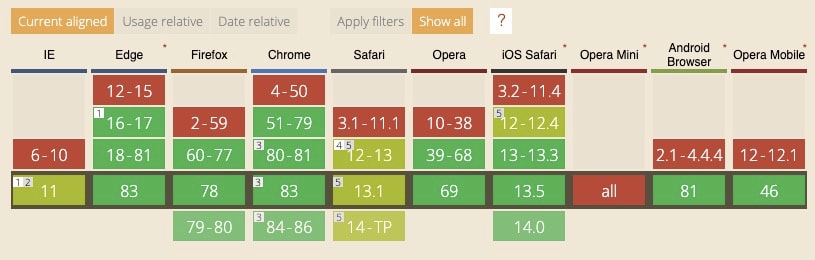 Current aligned Usage relative Date relative Apply filters Show all ?
IE Edge * Firefox Chrome Safari Opera iOS Safari * Opera Mini * Android Browser * Opera Mobile *
12-15 4-50 3.2-11.4
1 16-17 2-59 51-79 3.1-11.1 10-38 5 12-12.4
6-10 18-81 60-77 3 80-81 4 5 12-13 39-68 13-13.3 2.1-4.4.4 12-12.1
1 2 11 83 78 3 83 5 13.1 69 13.5 all 81 46
79-80 3 84-86 5 14-TP 14.0